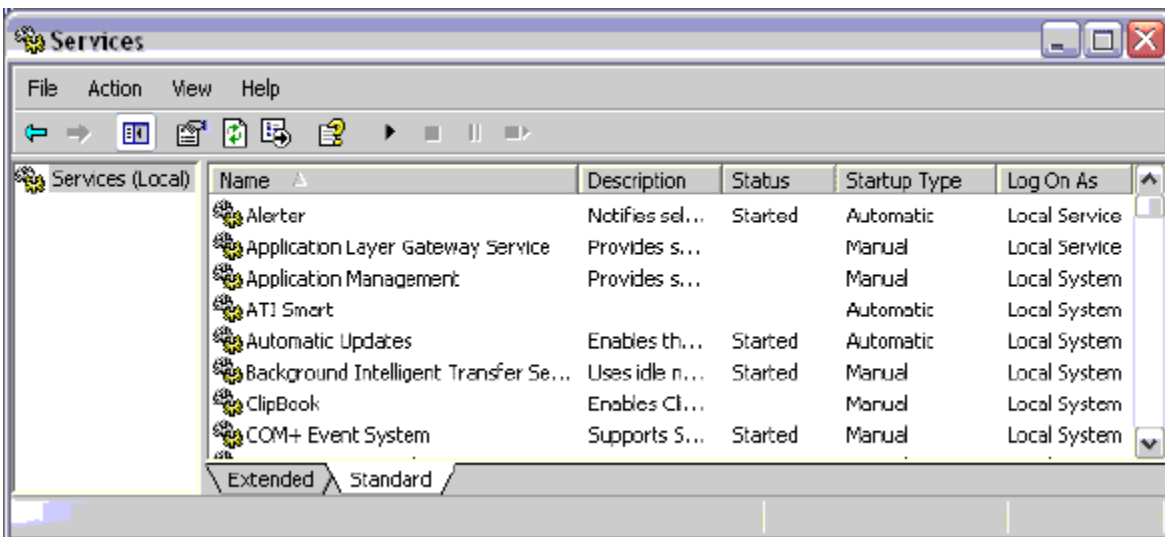 Services
File Action View Help
Services (Local)
Name Description Status Startup Type Log On As
Alerter Notifies sel... Started Automatic Local Service
Application Layer Gateway Service Provides s... Manual Local Service
Application Management Provides s... Manual Local System
ATI Smart Automatic Local System
Automatic Updates Enables th... Started Automatic Local System
Background Intelligent Transfer Se... Uses idle n... Started Manual Local System
ClipBook Enables Cli... Manual Local System
COM+ Event System Supports S... Started Manual Local System
Extended Standard